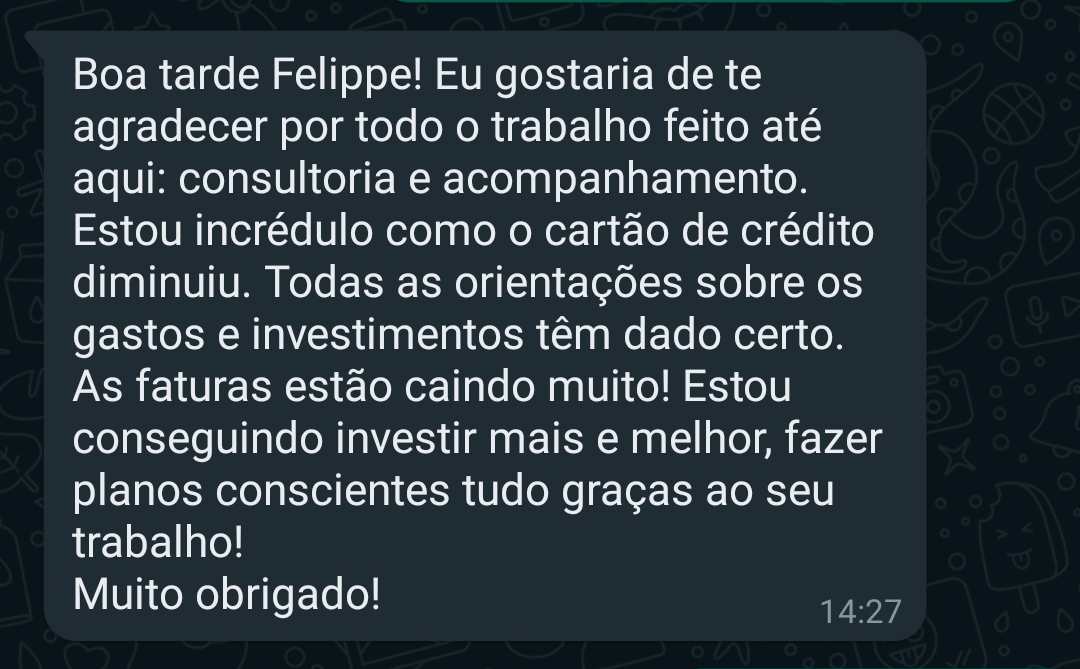 Boa tarde Felippe! Eu gostaria de te
agradecer por todo o trabalho feito até
aqui: consultoria e acompanhamento.
Estou incrédulo como o cartão de crédito
diminuiu. Todas as orientações sobre os
gastos e investimentos têm dado certo.
As faturas estão caindo muito! Estou
conseguindo investir mais e melhor, fazer
planos conscientes tudo graças ao seu
trabalho!
Muito obrigado!
14:27